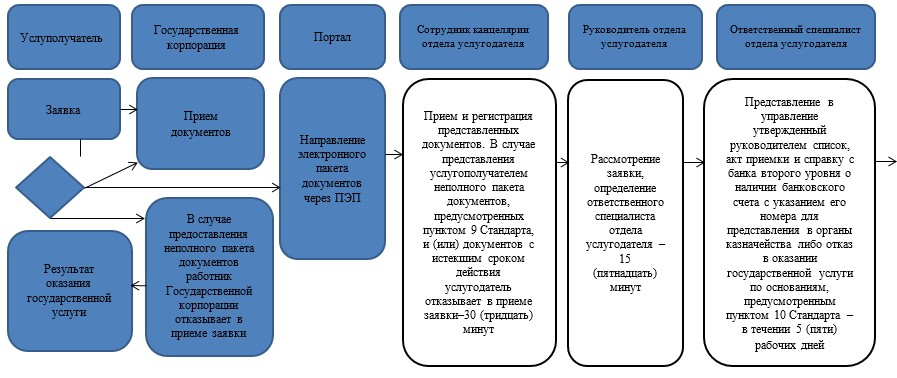 Услуполучатель
Государственная
корпорация
Портал
Сотрудник канцелярии
отдела услугодателя
Руководитель отдела
услугодателя
Ответственный специалист
отдела услугодателя
Заявка
Прием
документов
Направление
электронного
пакета
документов
через ПЭП
Прием и регистрация
представленных
документов. В случае
представления
услугополучателем
неполного пакета
документов,
предусмотренных
пунктом 9 Стандарта,
и (или) документов с
истекшим сроком
действия
услугодатель
отказывает в приеме
заявки–30 (тридцать)
минут
Рассмотрение
заявки,
определение
ответственного
специалиста
отдела
услугодателя –
15
(пятнадцать)
минут
Представление в
управление
утвержденный
руководителем список,
акт приемки и справку с
банка второго уровня о
наличии банковского
счета с указанием его
номера для
представления в органы
казначейства либо отказ
в оказании
государственной услуги
по основаниям,
предусмотренным
пунктом 10 Стандарта –
в течении 5 (пяти)
рабочих дней
Результат
оказания
государственной
услуги
В случае
предоставления
неполного пакета
документов
работник
Государственной
корпорации
отказывает в
приеме заявки